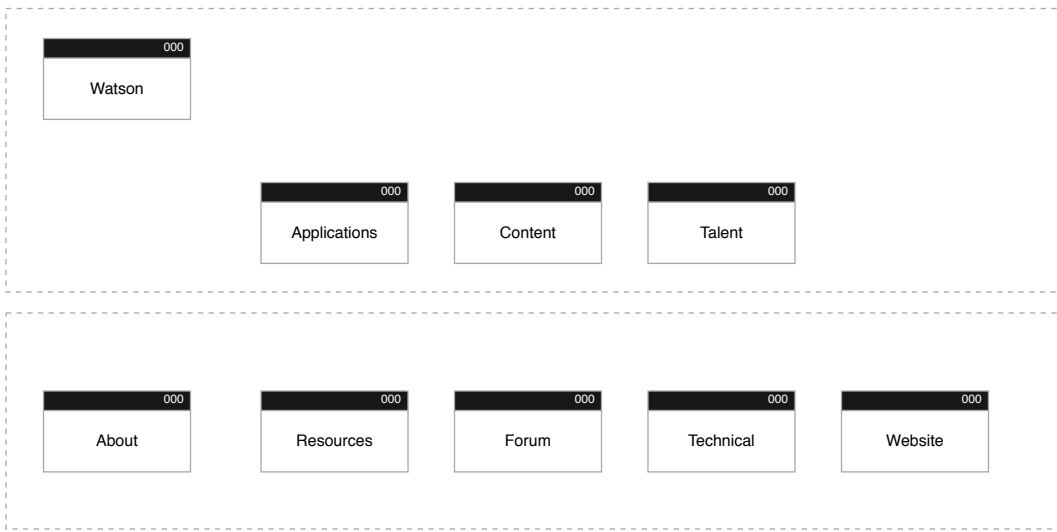 000
Watson
000
Applications
000
Content
000
Talent
000
About
000
Resources
000
Forum
000
Technical
000
Website